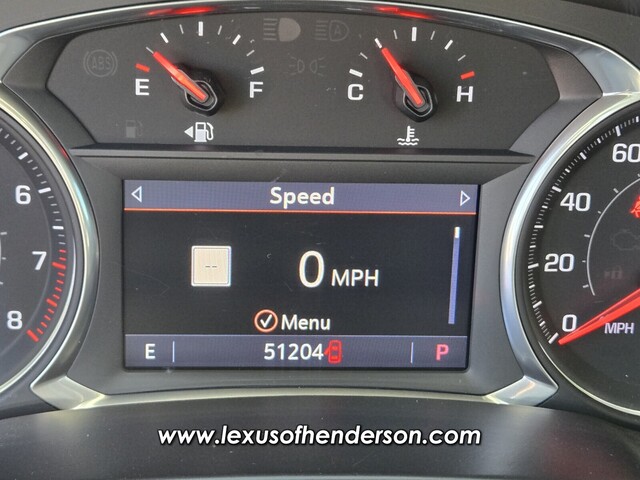 ABS
E F C H
Speed
-- 0 MPH
Menu
E 51204 P
6
7
8
60
40
20
0
MPH
www.lexusofhenderson.com